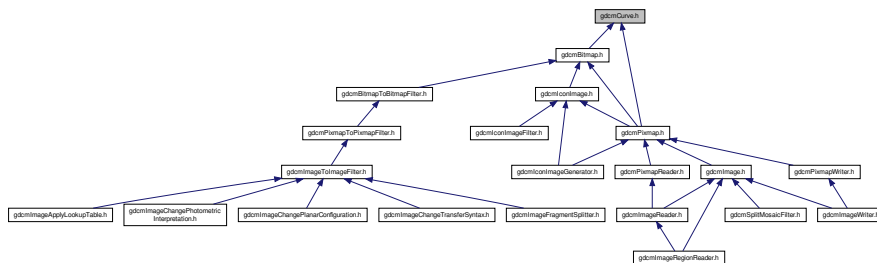 gdcmCurve.h
gdcmBitmap.h
gdcmBitmapToBitmapFilter.h
gdcmIconImage.h
gdcmPixmapToPixmapFilter.h
gdcmIconImageFilter.h
gdcmPixmap.h
gdcmImageToImageFilter.h
gdcmIconImageGenerator.h
gdcmPixmapReader.h
gdcmImage.h
gdcmPixmapWriter.h
gdcmImageApplyLookupTable.h
gdcmImageChangePhotometric
Interpretation.h
gdcmImageChangePlanarConfiguration.h
gdcmImageChangeTransferSyntax.h
gdcmImageFragmentSplitter.h
gdcmImageReader.h
gdcmSplitMosaicFilter.h
gdcmImageWriter.h
gdcmImageRegionReader.h